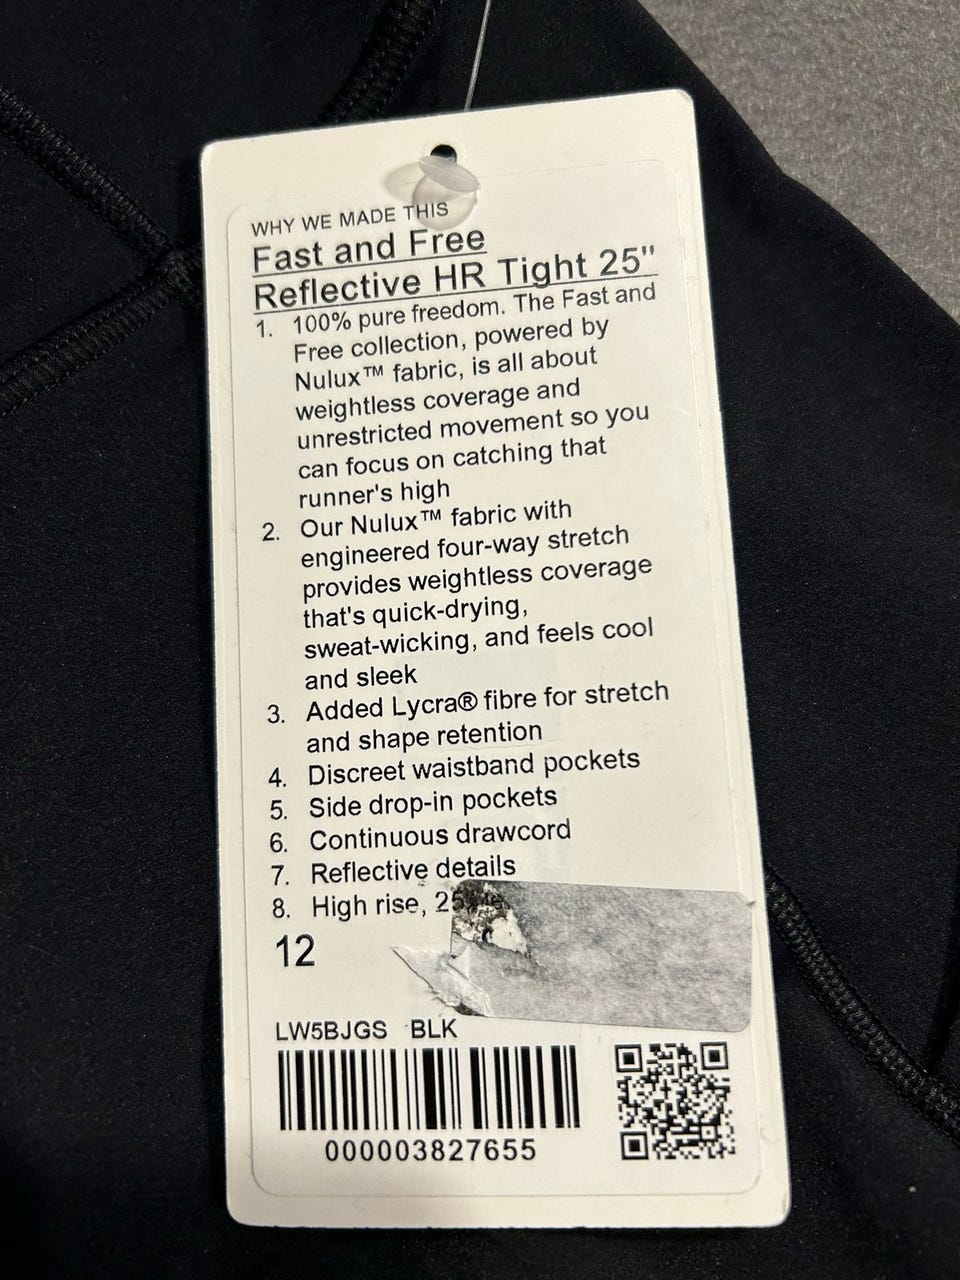 WHY WE MADE THIS
Fast and Free
Reflective HR Tight 25"
1. 100% pure freedom. The Fast and
Free collection, powered by
Nulux™ fabric, is all about
weightless coverage and
unrestricted movement so you
can focus on catching that
runner's high
2. Our Nulux™ fabric with
engineered four-way stretch
provides weightless coverage
that's quick-drying,
sweat-wicking, and feels cool
and sleek
3. Added Lycra® fibre for stretch
and shape retention
4. Discreet waistband pockets
5. Side drop-in pockets
6. Continuous drawcord
7. Reflective details
8. High rise,
12
LW5BJGS BLK
000003827655